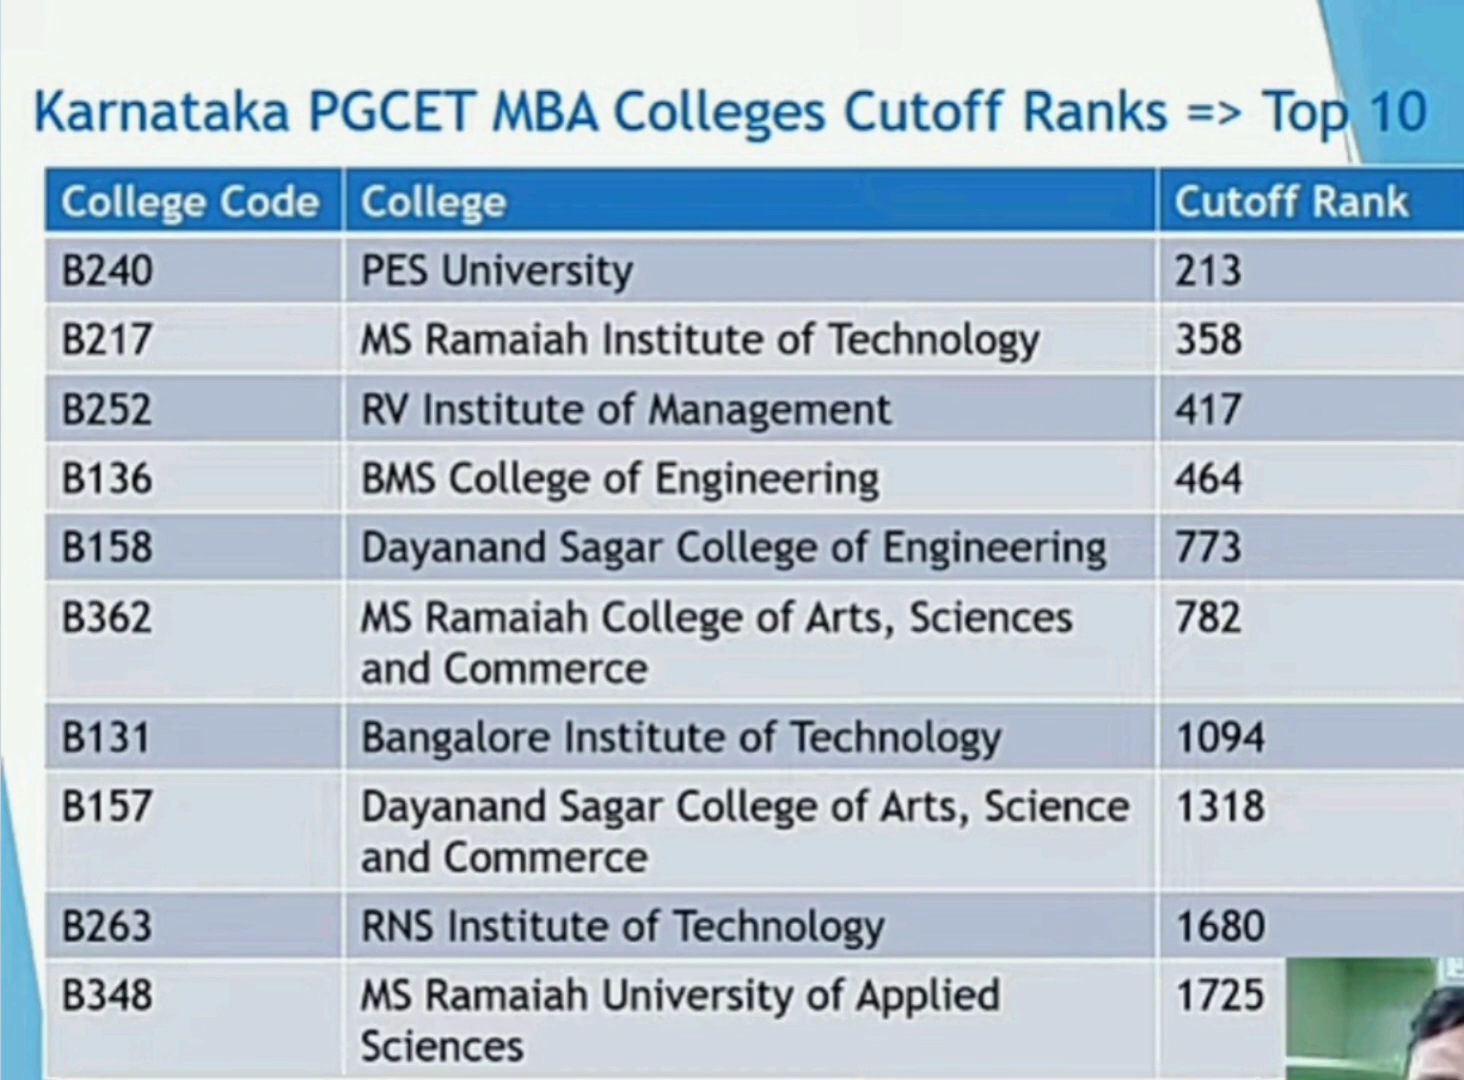 Karnataka PGCET MBA Colleges Cutoff Ranks => Top 10
College Code College Cutoff Rank
B240 PES University 213
B217 MS Ramaiah Institute of Technology 358
B252 RV Institute of Management 417
B136 BMS College of Engineering 464
B158 Dayanand Sagar College of Engineering 773
B362 MS Ramaiah College of Arts, Sciences 782
and Commerce
B131 Bangalore Institute of Technology 1094
B157 Dayanand Sagar College of Arts, Science 1318
and Commerce
B263 RNS Institute of Technology 1680
B348 MS Ramaiah University of Applied 1725
Sciences